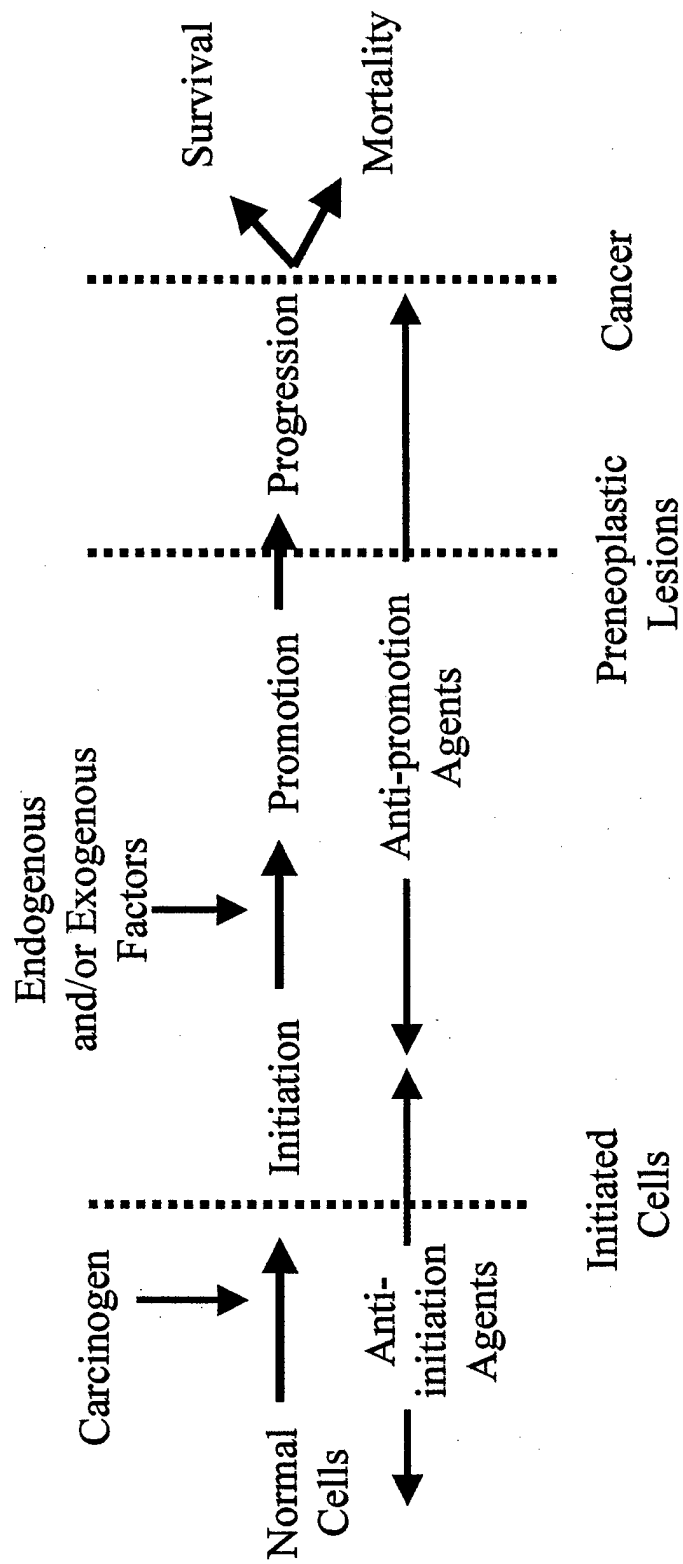 Endogenous
and/or Exogenous
Factors
Carcinogen
Survival
Normal
Cells
Initiation
Promotion
Progression
Mortality
Anti-
initiation
Agents
Anti-promotion
Agents
Initiated
Cells
Preneoplastic
Lesions
Cancer